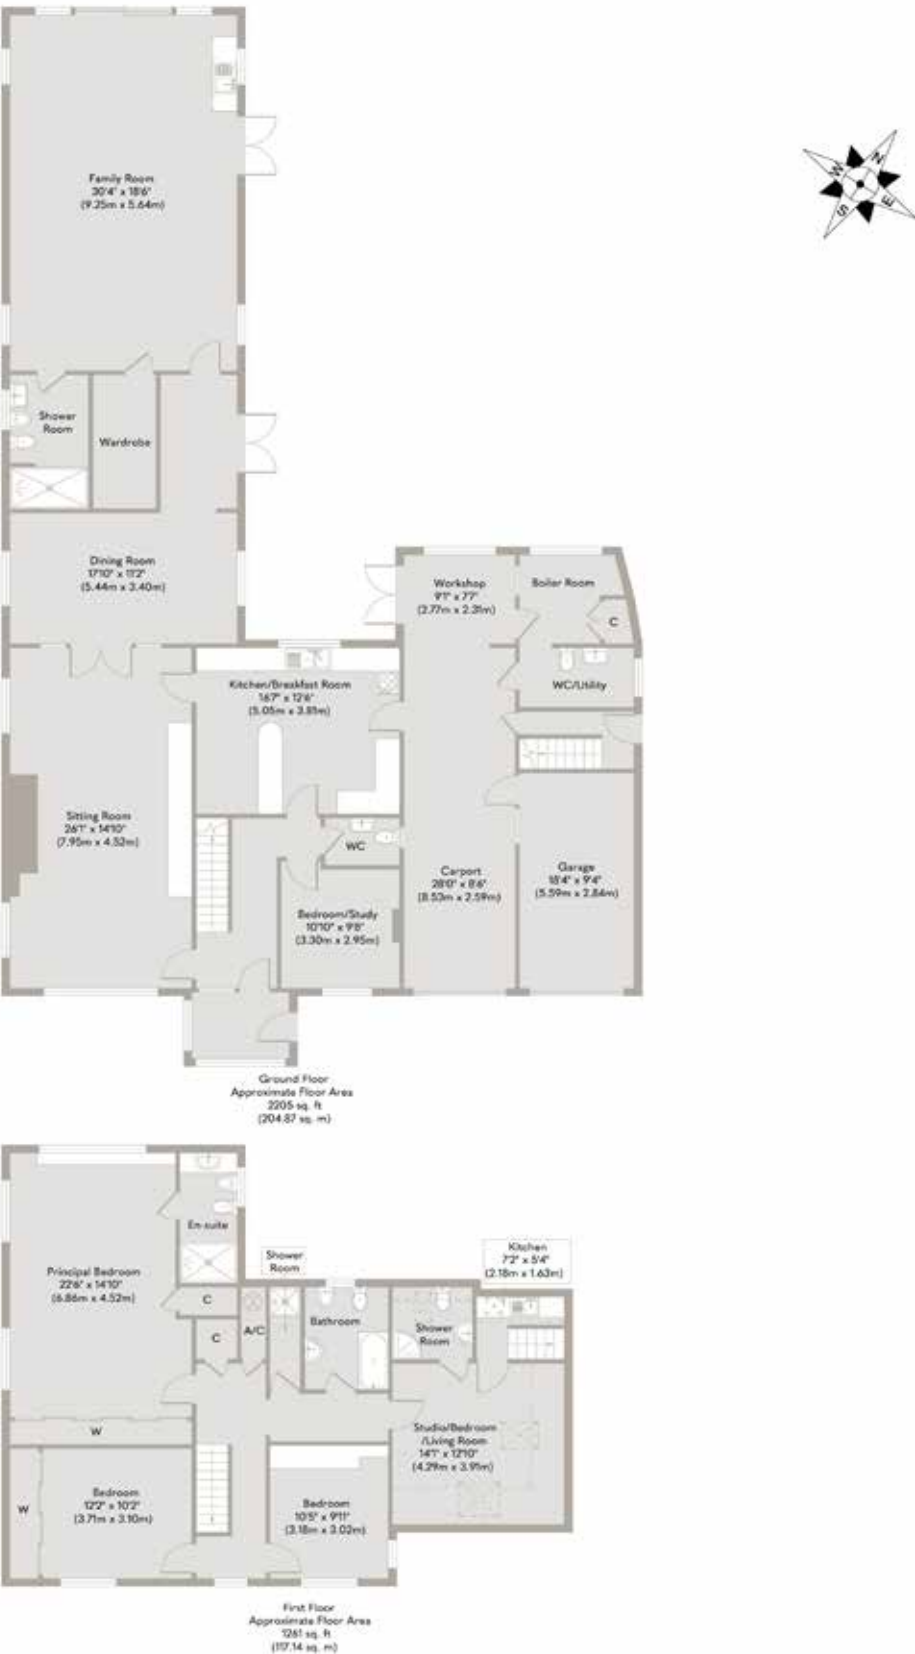 Family Room
30'4" x 18'6"
(9.25m x 5.64m)
N
W
E
S
Shower
Room
Wardrobe
Dining Room
17'10" x 11'2"
(5.44m x 3.40m)
Workshop
9'1" x 7'7"
(2.77m x 2.31m)
Boiler Room
C
WC/Utility
Kitchen/Breakfast Room
16'7" x 12'6"
(5.05m x 3.81m)
Sitting Room
26'1" x 14'10"
(7.95m x 4.52m)
WC
Carport
28'0" x 8'6"
(8.53m x 2.59m)
Garage
18'4" x 9'4"
(5.59m x 2.84m)
Bedroom/Study
10'10" x 9'8"
(3.30m x 2.95m)
Ground Floor
Approximate Floor Area
2205 sq. ft
(204.87 sq. m)
Principal Bedroom
22'6" x 14'10"
(6.86m x 4.52m)
En-suite
Shower
Room
Kitchen
7'2" x 5'4"
(2.18m x 1.63m)
C
C
A/C
Bathroom
Shower
Room
W
Studio/Bedroom
/Living Room
14'1" x 12'10"
(4.29m x 3.91m)
W
Bedroom
12'2" x 10'2"
(3.71m x 3.10m)
Bedroom
10'5" x 9'11"
(3.18m x 3.02m)
First Floor
Approximate Floor Area
1261 sq. ft
(117.14 sq. m)